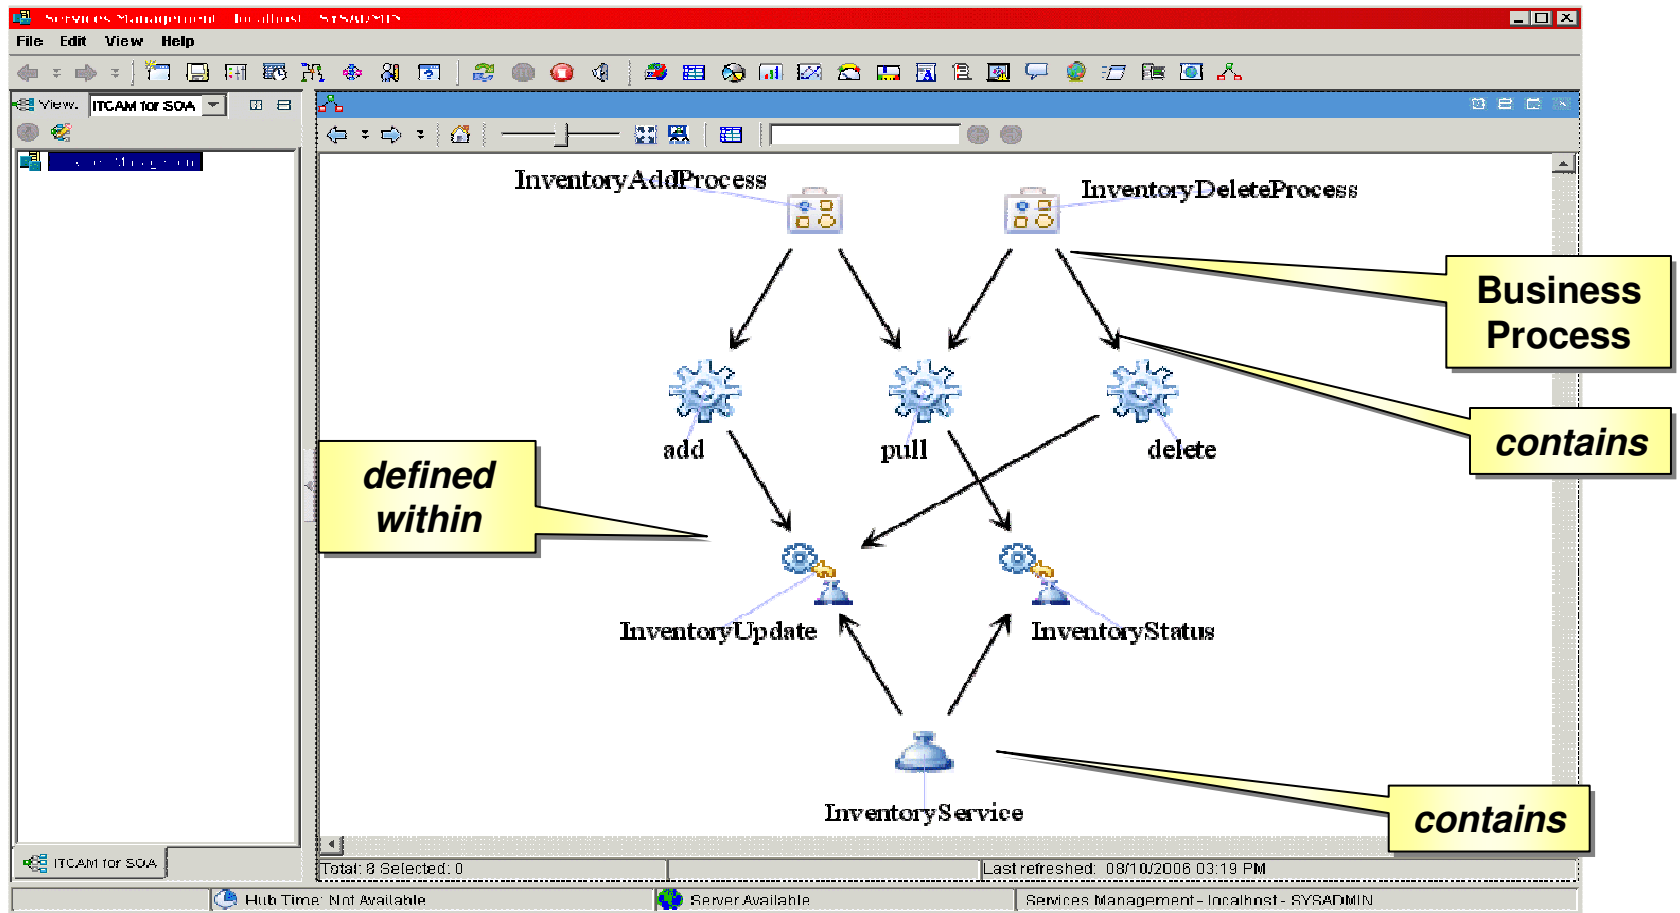 Services Management - localhost - SYSADMIN
File Edit View Help
View: ITCAM for SOA
InventoryAddProcess
InventoryDeleteProcess
Business
Process
contains
add
pull
delete
defined
within
InventoryUpdate
InventoryStatus
InventoryService
contains
ITCAM for SOA
Total: 8 Selected: 0
Last refreshed: 08/10/2006 03:19 PM
Hub Time: Not Available
Server Available
Services Management - localhost - SYSADMIN